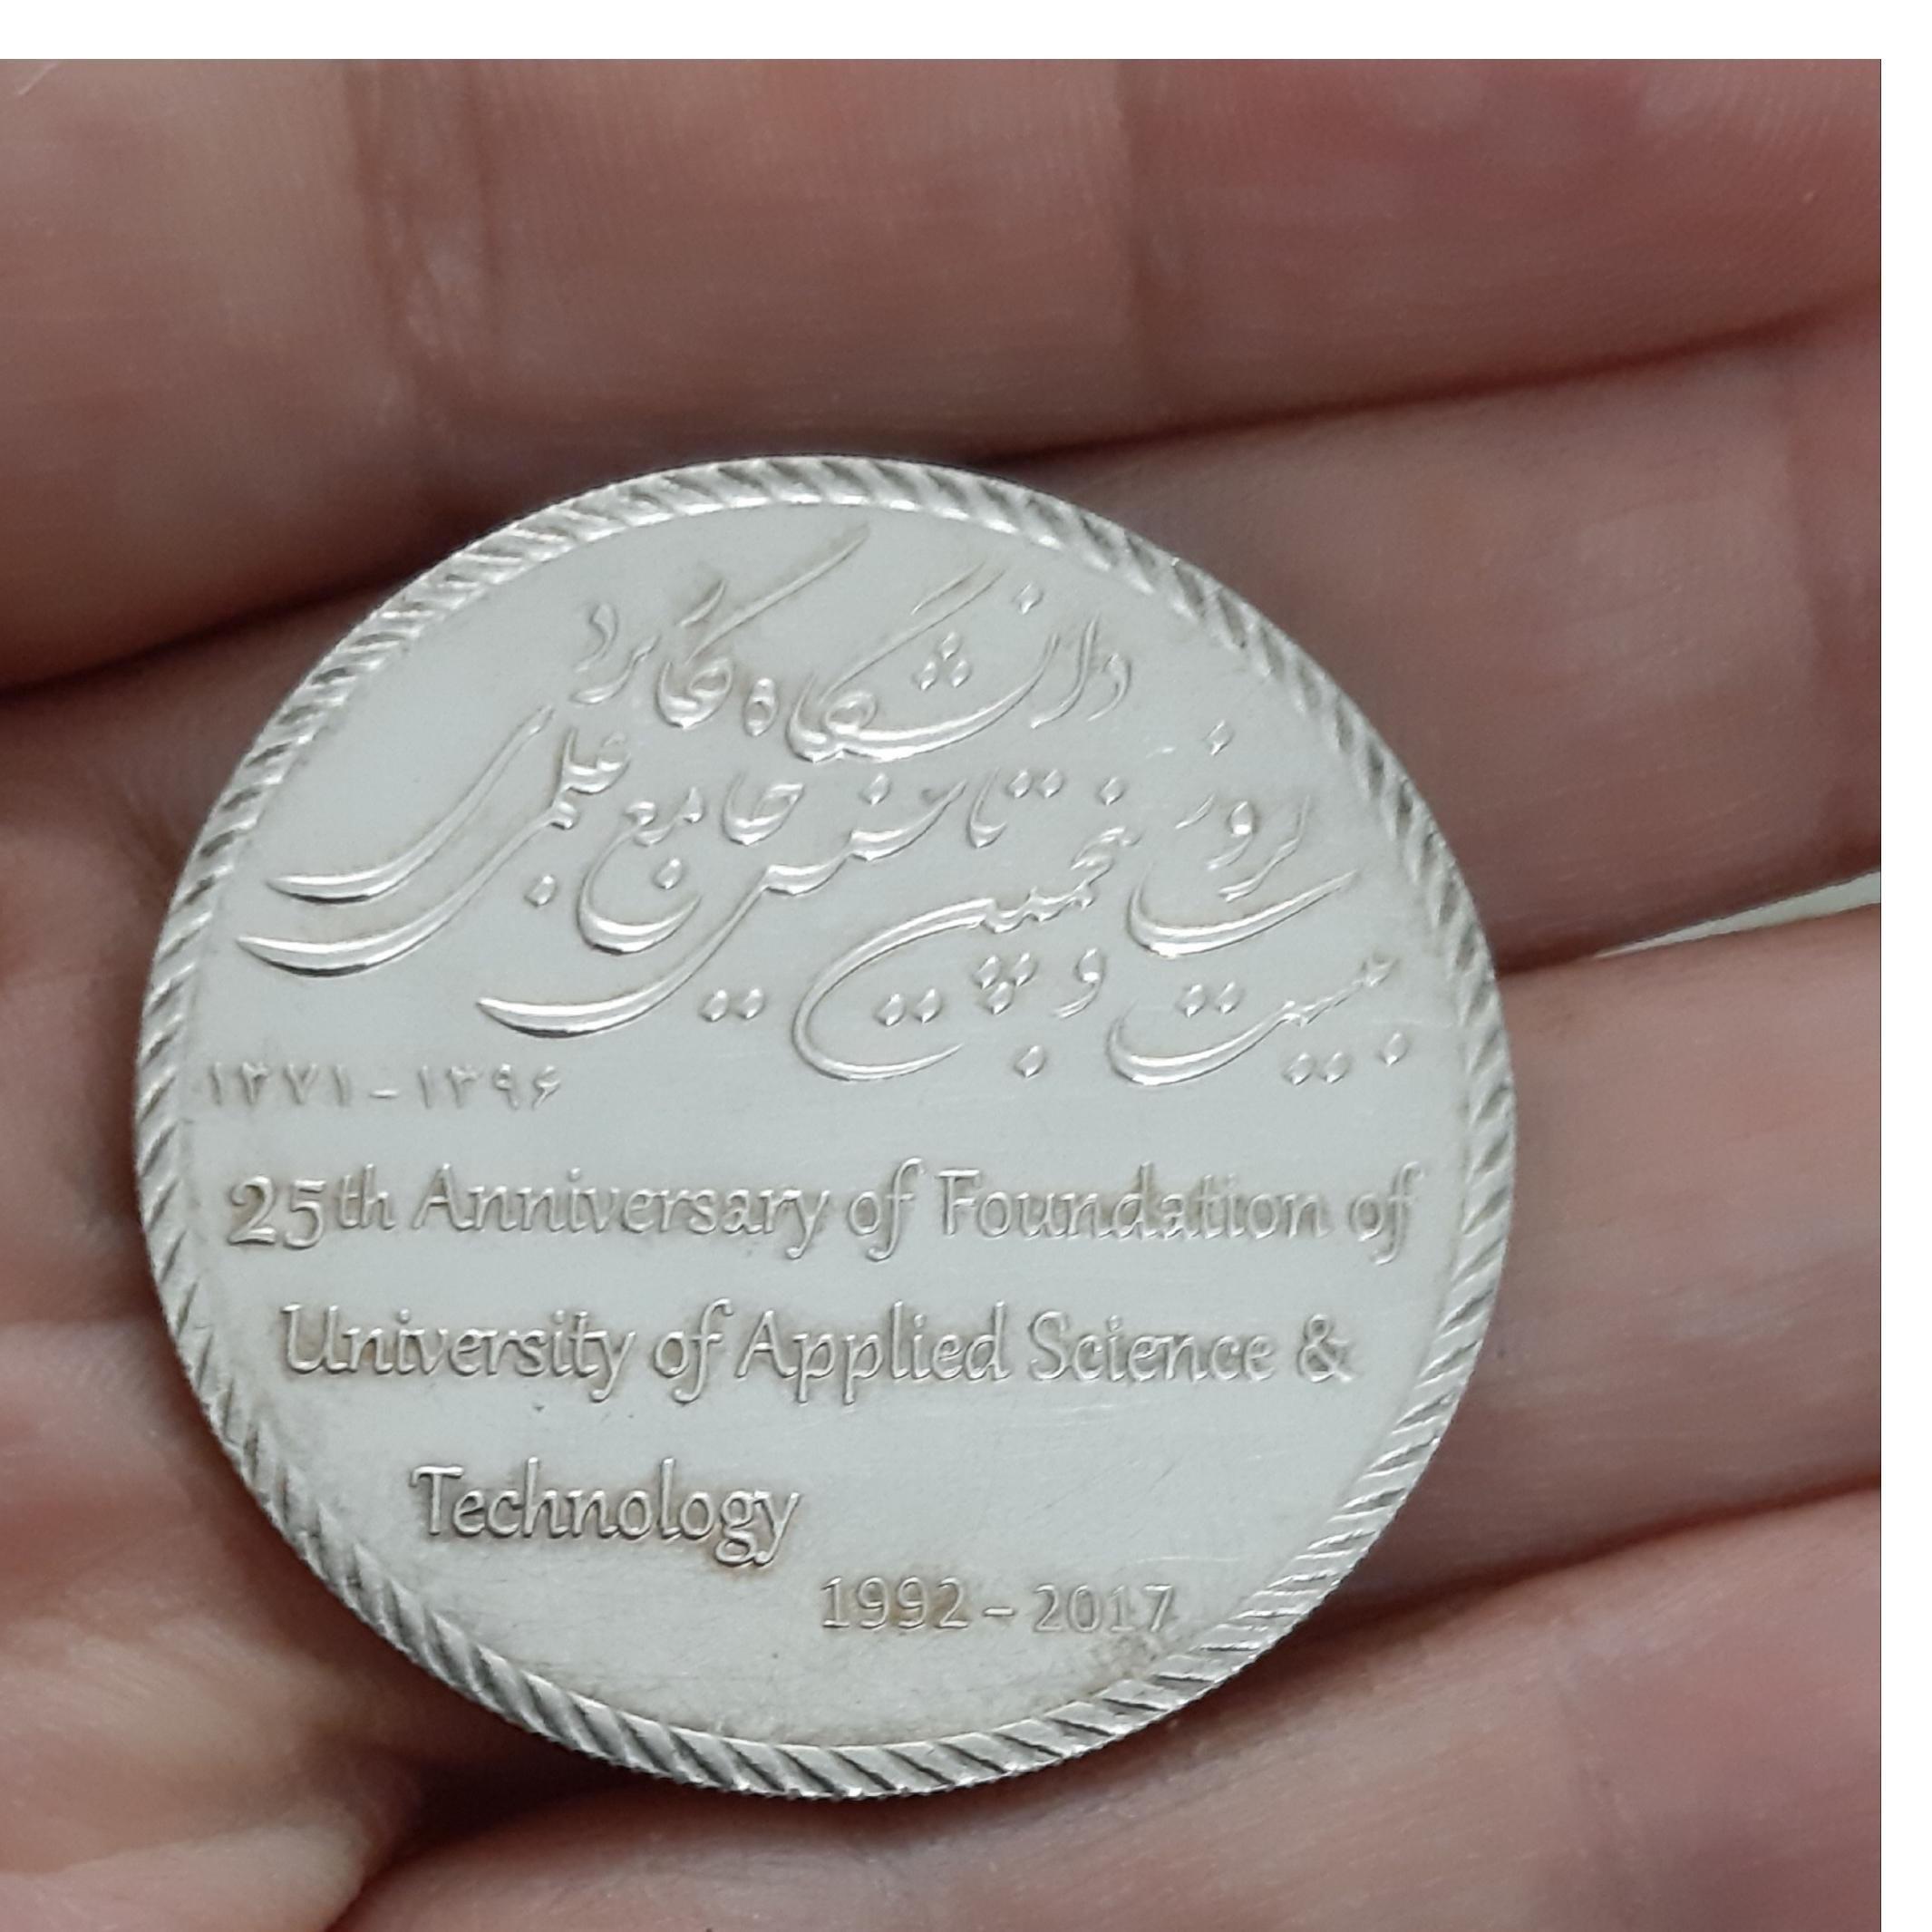 بیست و پنجمین روز تاسیس
دانشگاه جامع علمی کاربردی
۱۳۷۱ - ۱۳۹۶
25th Anniversary of Foundation of
University of Applied Science &
Technology
1992 – 2017